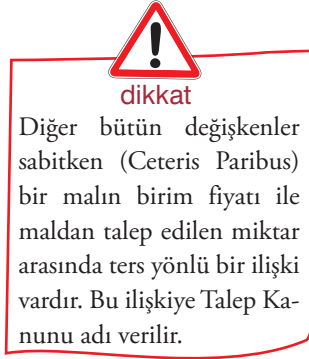 dikkat
Diğer bütün değişkenler
sabitken (Ceteris Paribus)
bir malın birim fiyatı ile
maldan talep edilen miktar
arasında ters yönlü bir ilişki
vardır. Bu ilişkiye Talep Ka-
nunu adı verilir.